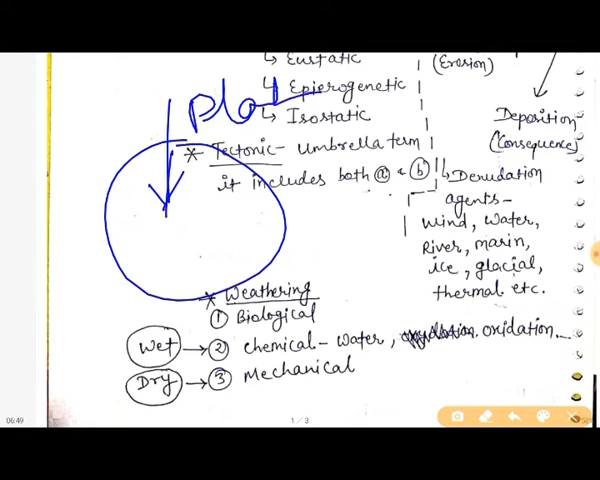 ↳ Eustatic
↳ Epierogenetic
↳ Isostatic
* Tectonic - Umbrella term
it includes both ⓐ & ⓑ
(Erosion)
Deposition
(Consequence)
↳ Denudation
agents -
Wind, Water,
River, marin,
ice, glacial,
thermal etc.
* Weathering
① Biological
Wet → ② Chemical - Water, oxidation
Dry → ③ Mechanical
Pla
1 / 3
06:49